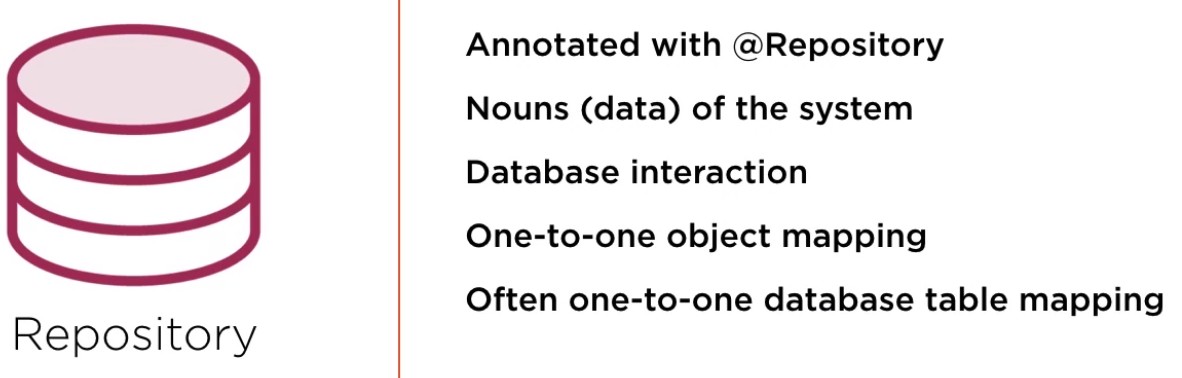 Repository
Annotated with @Repository
Nouns (data) of the system
Database interaction
One-to-one object mapping
Often one-to-one database table mapping